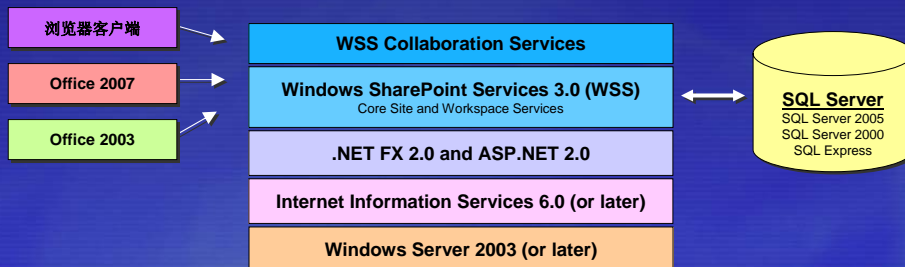 浏览器客户端
Office 2007
Office 2003
WSS Collaboration Services
Windows SharePoint Services 3.0 (WSS)
Core Site and Workspace Services
.NET FX 2.0 and ASP.NET 2.0
Internet Information Services 6.0 (or later)
Windows Server 2003 (or later)
SQL Server
SQL Server 2005
SQL Server 2000
SQL Express